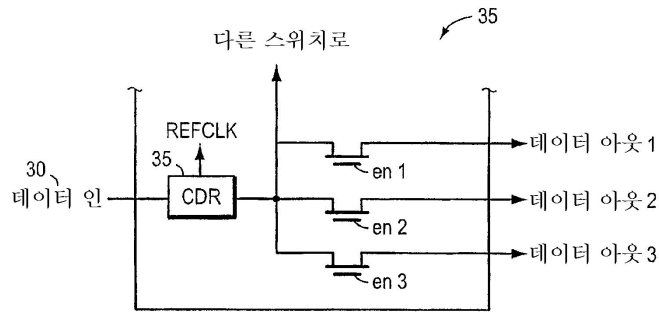 35
다른 스위치로
REFCLK
30
35
데이터 인
CDR
en 1
데이터 아웃 1
en 2
데이터 아웃 2
en 3
데이터 아웃 3